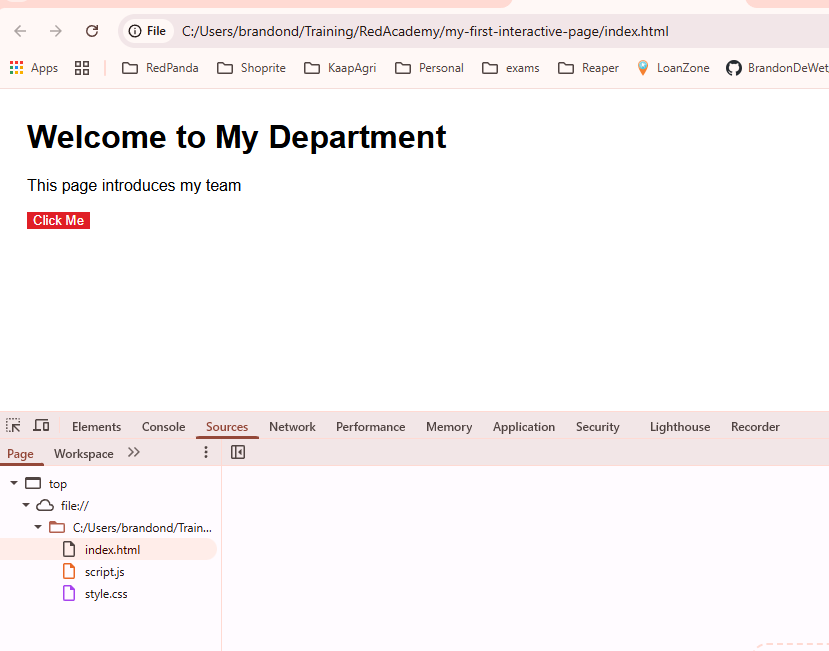 File C:/Users/brandond/Training/RedAcademy/my-first-interactive-page/index.html
Apps RedPanda Shoprite KaapAgri Personal exams Reaper LoanZone BrandonDeWet
Welcome to My Department
This page introduces my team
Click Me
Elements Console Sources Network Performance Memory Application Security Lighthouse Recorder
Page Workspace
top
file://
C:/Users/brandond/Train...
index.html
script.js
style.css